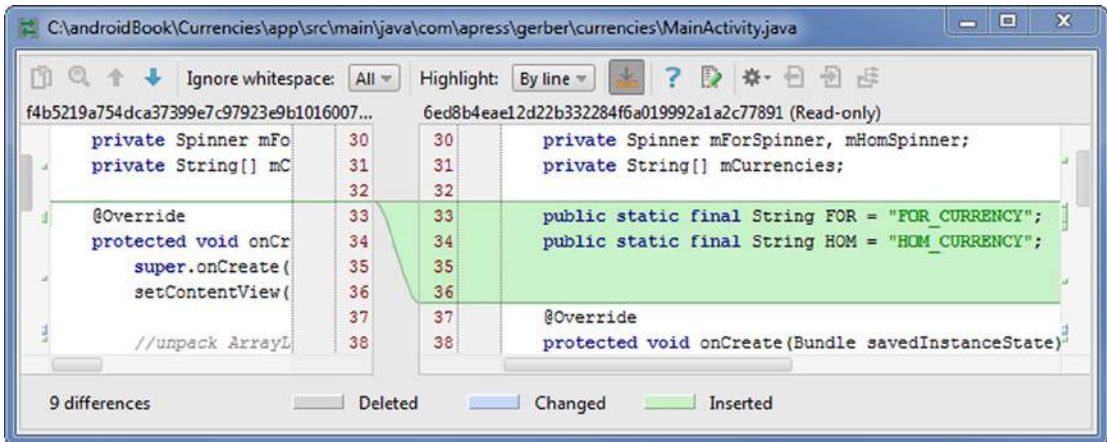 C:\androidBook\Currencies\app\src\main\java\com\apress\gerber\currencies\MainActivity.java
Ignore whitespace: All Highlight: By line ?
f4b5219a754dca37399e7c97923e9b1016007... 6ed8b4eae12d22b332284f6a019992a1a2c77891 (Read-only)
private Spinner mFo 30 30 private Spinner mForSpinner, mHomSpinner;
private String[] mC 31 31 private String[] mCurrencies;
32 32
@Override 33 33 public static final String FOR = "FOR_CURRENCY";
protected void onCr 34 34 public static final String HOM = "HOM_CURRENCY";
super.onCreate( 35 35
setContentView( 36 36
37 37 @Override
//unpack ArrayL 38 38 protected void onCreate(Bundle savedInstanceState)
9 differences Deleted Changed Inserted